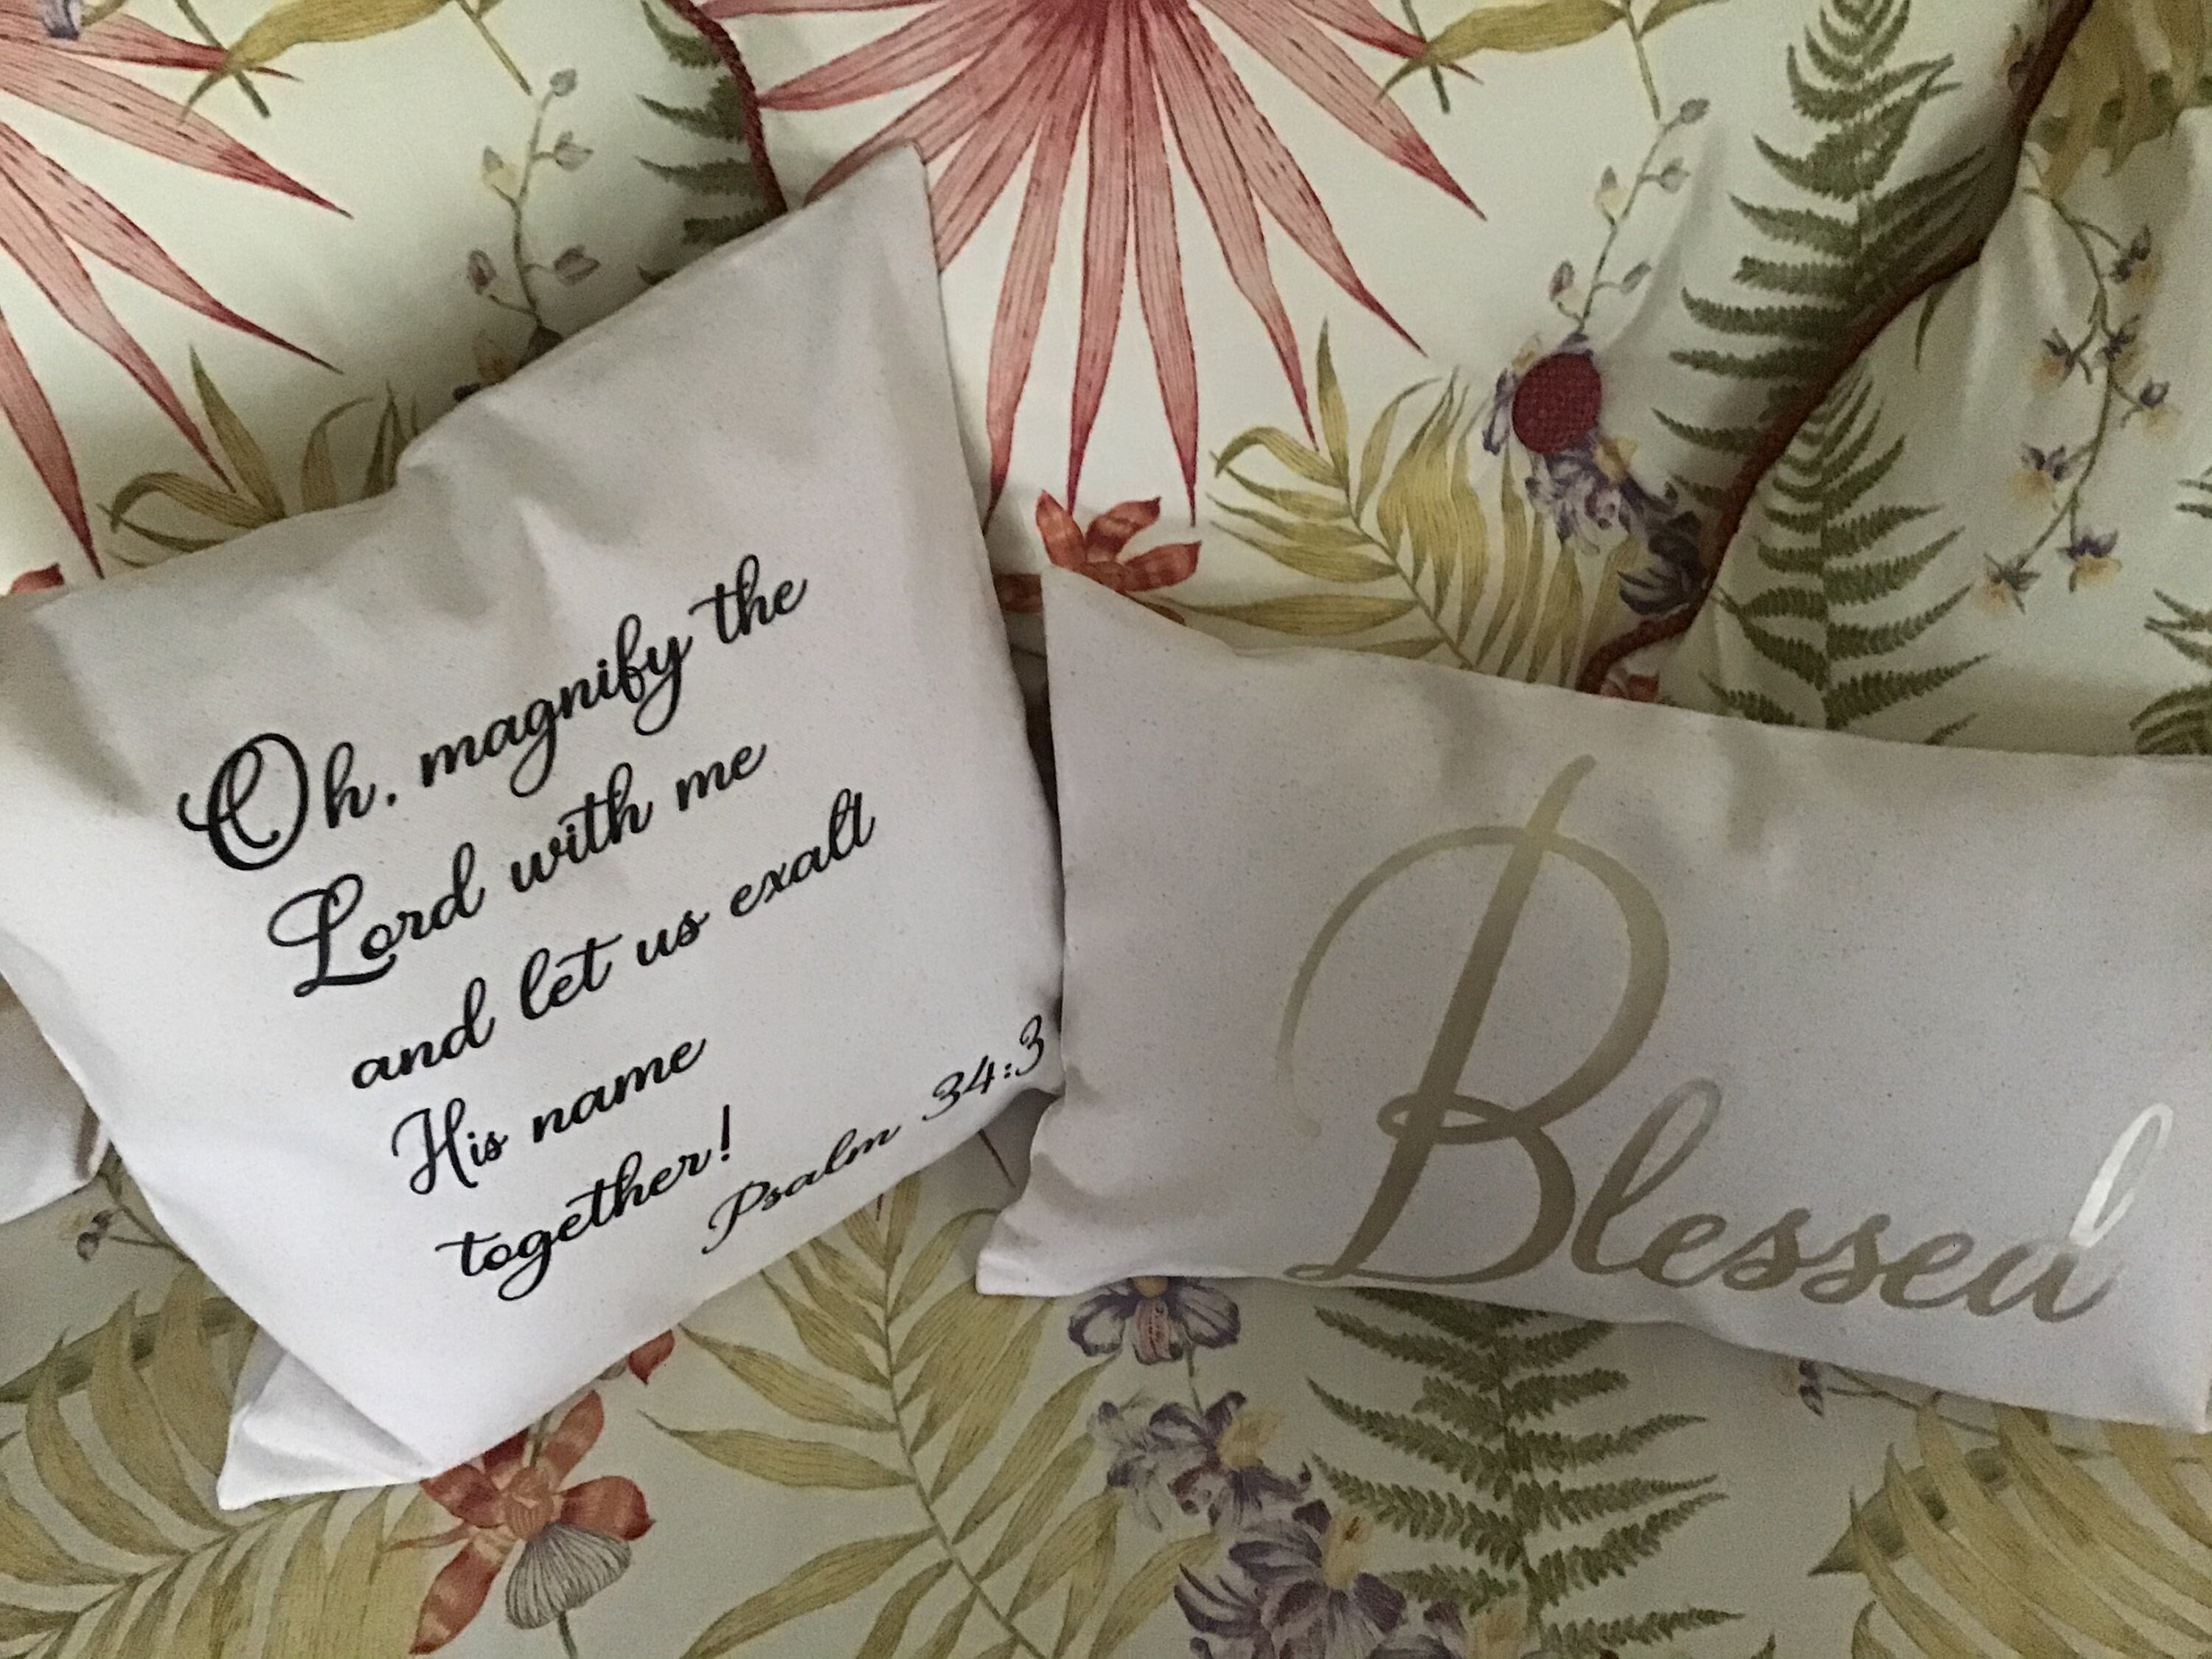 Oh, magnify the
Lord with me
and let us exalt
His name
together!
Psalm 34:3
Blessed